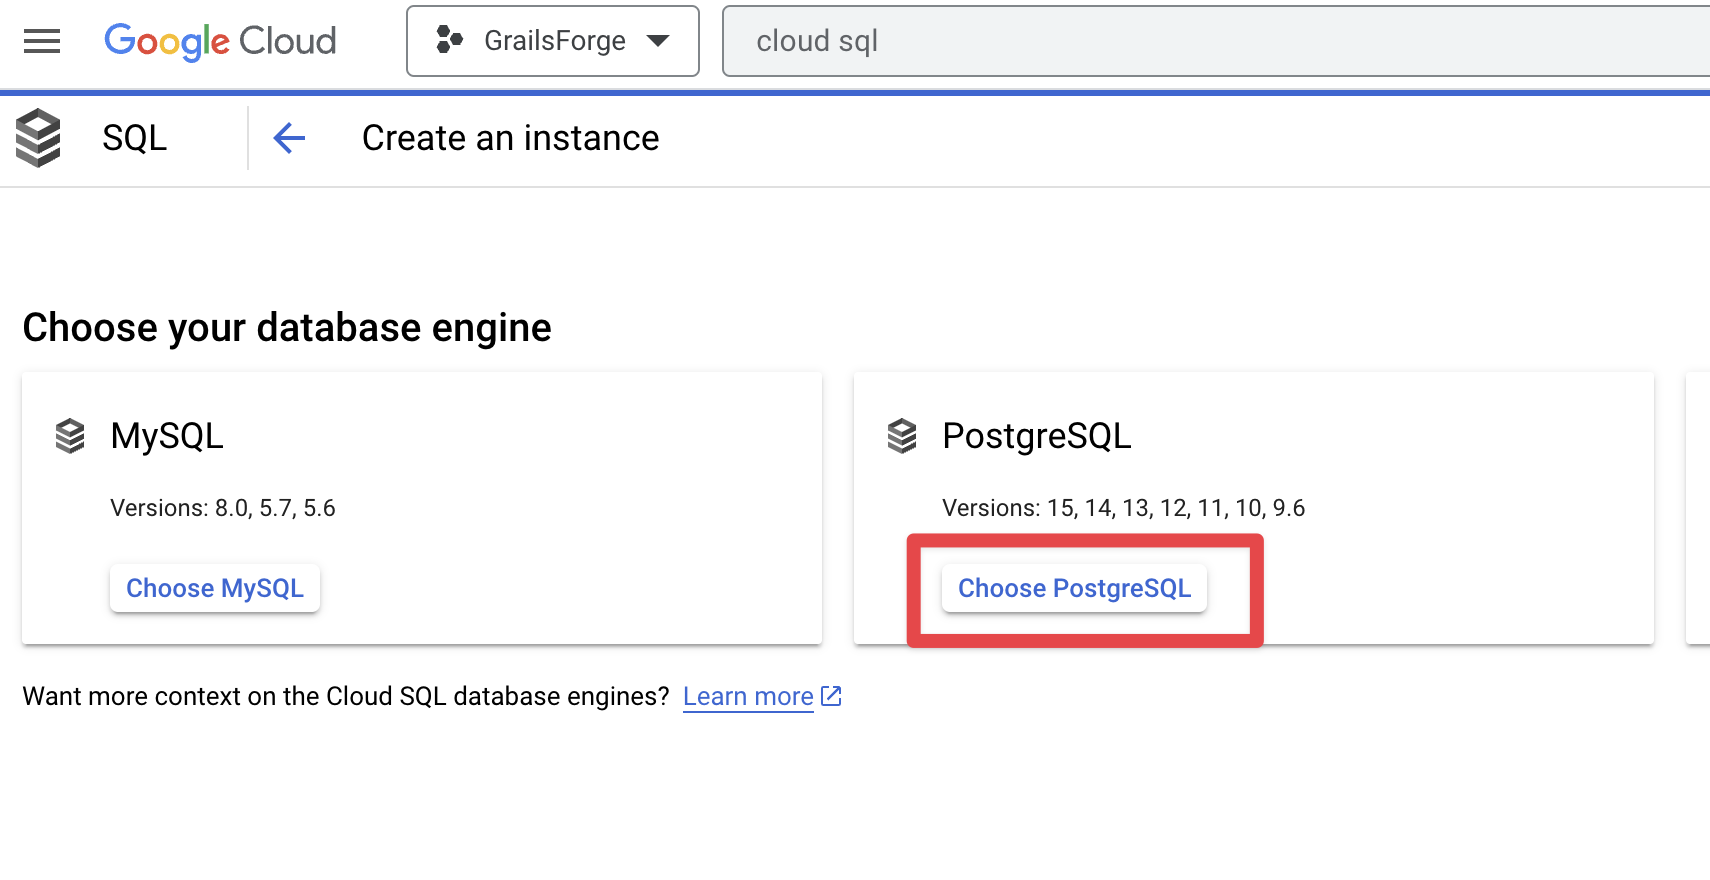 Google Cloud
GrailsForge
cloud sql
SQL
Create an instance
Choose your database engine
MySQL
Versions: 8.0, 5.7, 5.6
Choose MySQL
PostgreSQL
Versions: 15, 14, 13, 12, 11, 10, 9.6
Choose PostgreSQL
Want more context on the Cloud SQL database engines? Learn more